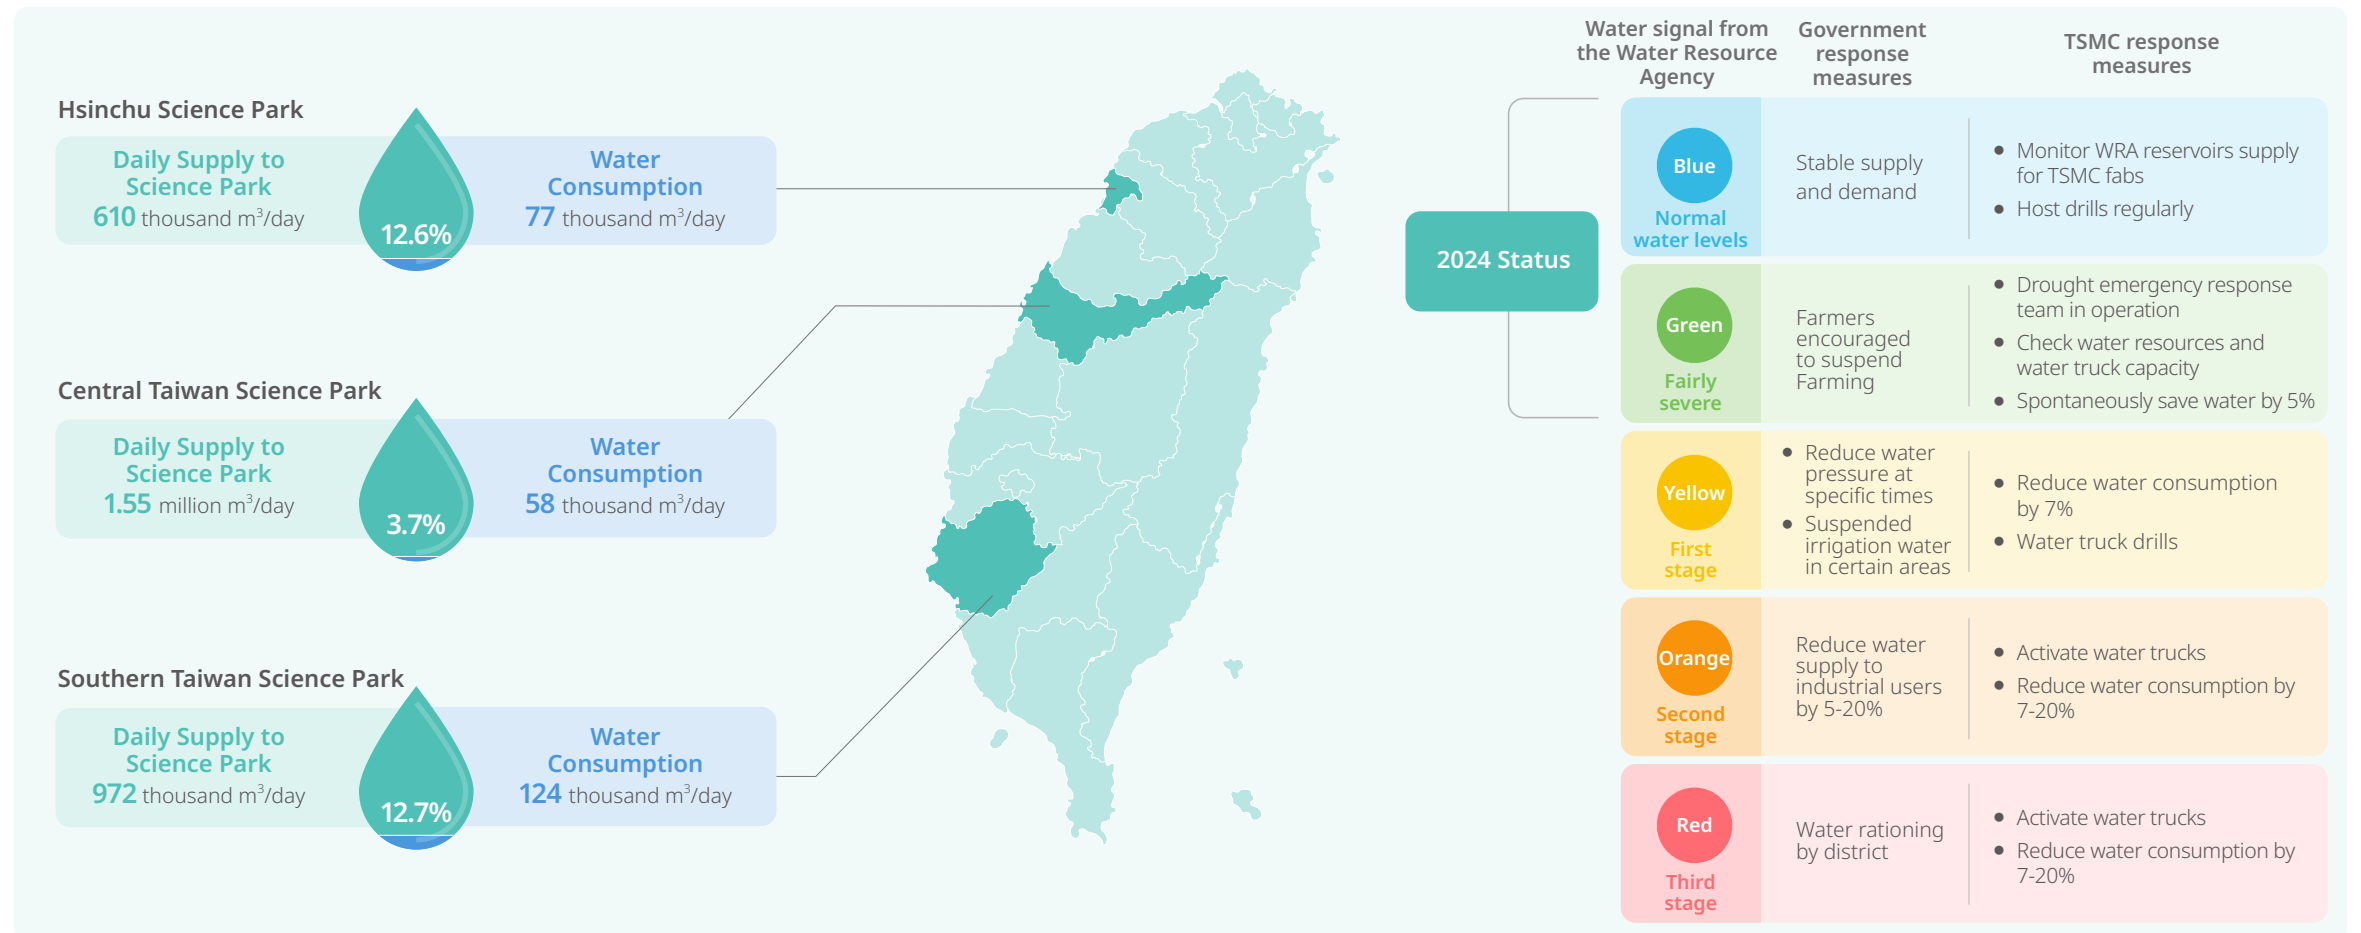 Hsinchu Science Park
Daily Supply to
Science Park
610 thousand m³/day
12.6%
Water
Consumption
77 thousand m³/day
Central Taiwan Science Park
Daily Supply to
Science Park
1.55 million m³/day
3.7%
Water
Consumption
58 thousand m³/day
Southern Taiwan Science Park
Daily Supply to
Science Park
972 thousand m³/day
12.7%
Water
Consumption
124 thousand m³/day
2024 Status
Water signal from
the Water Resource
Agency
Government
response
measures
TSMC response
measures
Blue
Normal
water levels
Stable supply
and demand
• Monitor WRA reservoirs supply
for TSMC fabs
• Host drills regularly
Green
Fairly
severe
Farmers
encouraged
to suspend
Farming
• Drought emergency response
team in operation
• Check water resources and
water truck capacity
• Spontaneously save water by 5%
Yellow
First
stage
• Reduce water
pressure at
specific times
• Suspended
irrigation water
in certain areas
• Reduce water consumption
by 7%
• Water truck drills
Orange
Second
stage
Reduce water
supply to
industrial users
by 5-20%
• Activate water trucks
• Reduce water consumption by
7-20%
Red
Third
stage
Water rationing
by district
• Activate water trucks
• Reduce water consumption by
7-20%